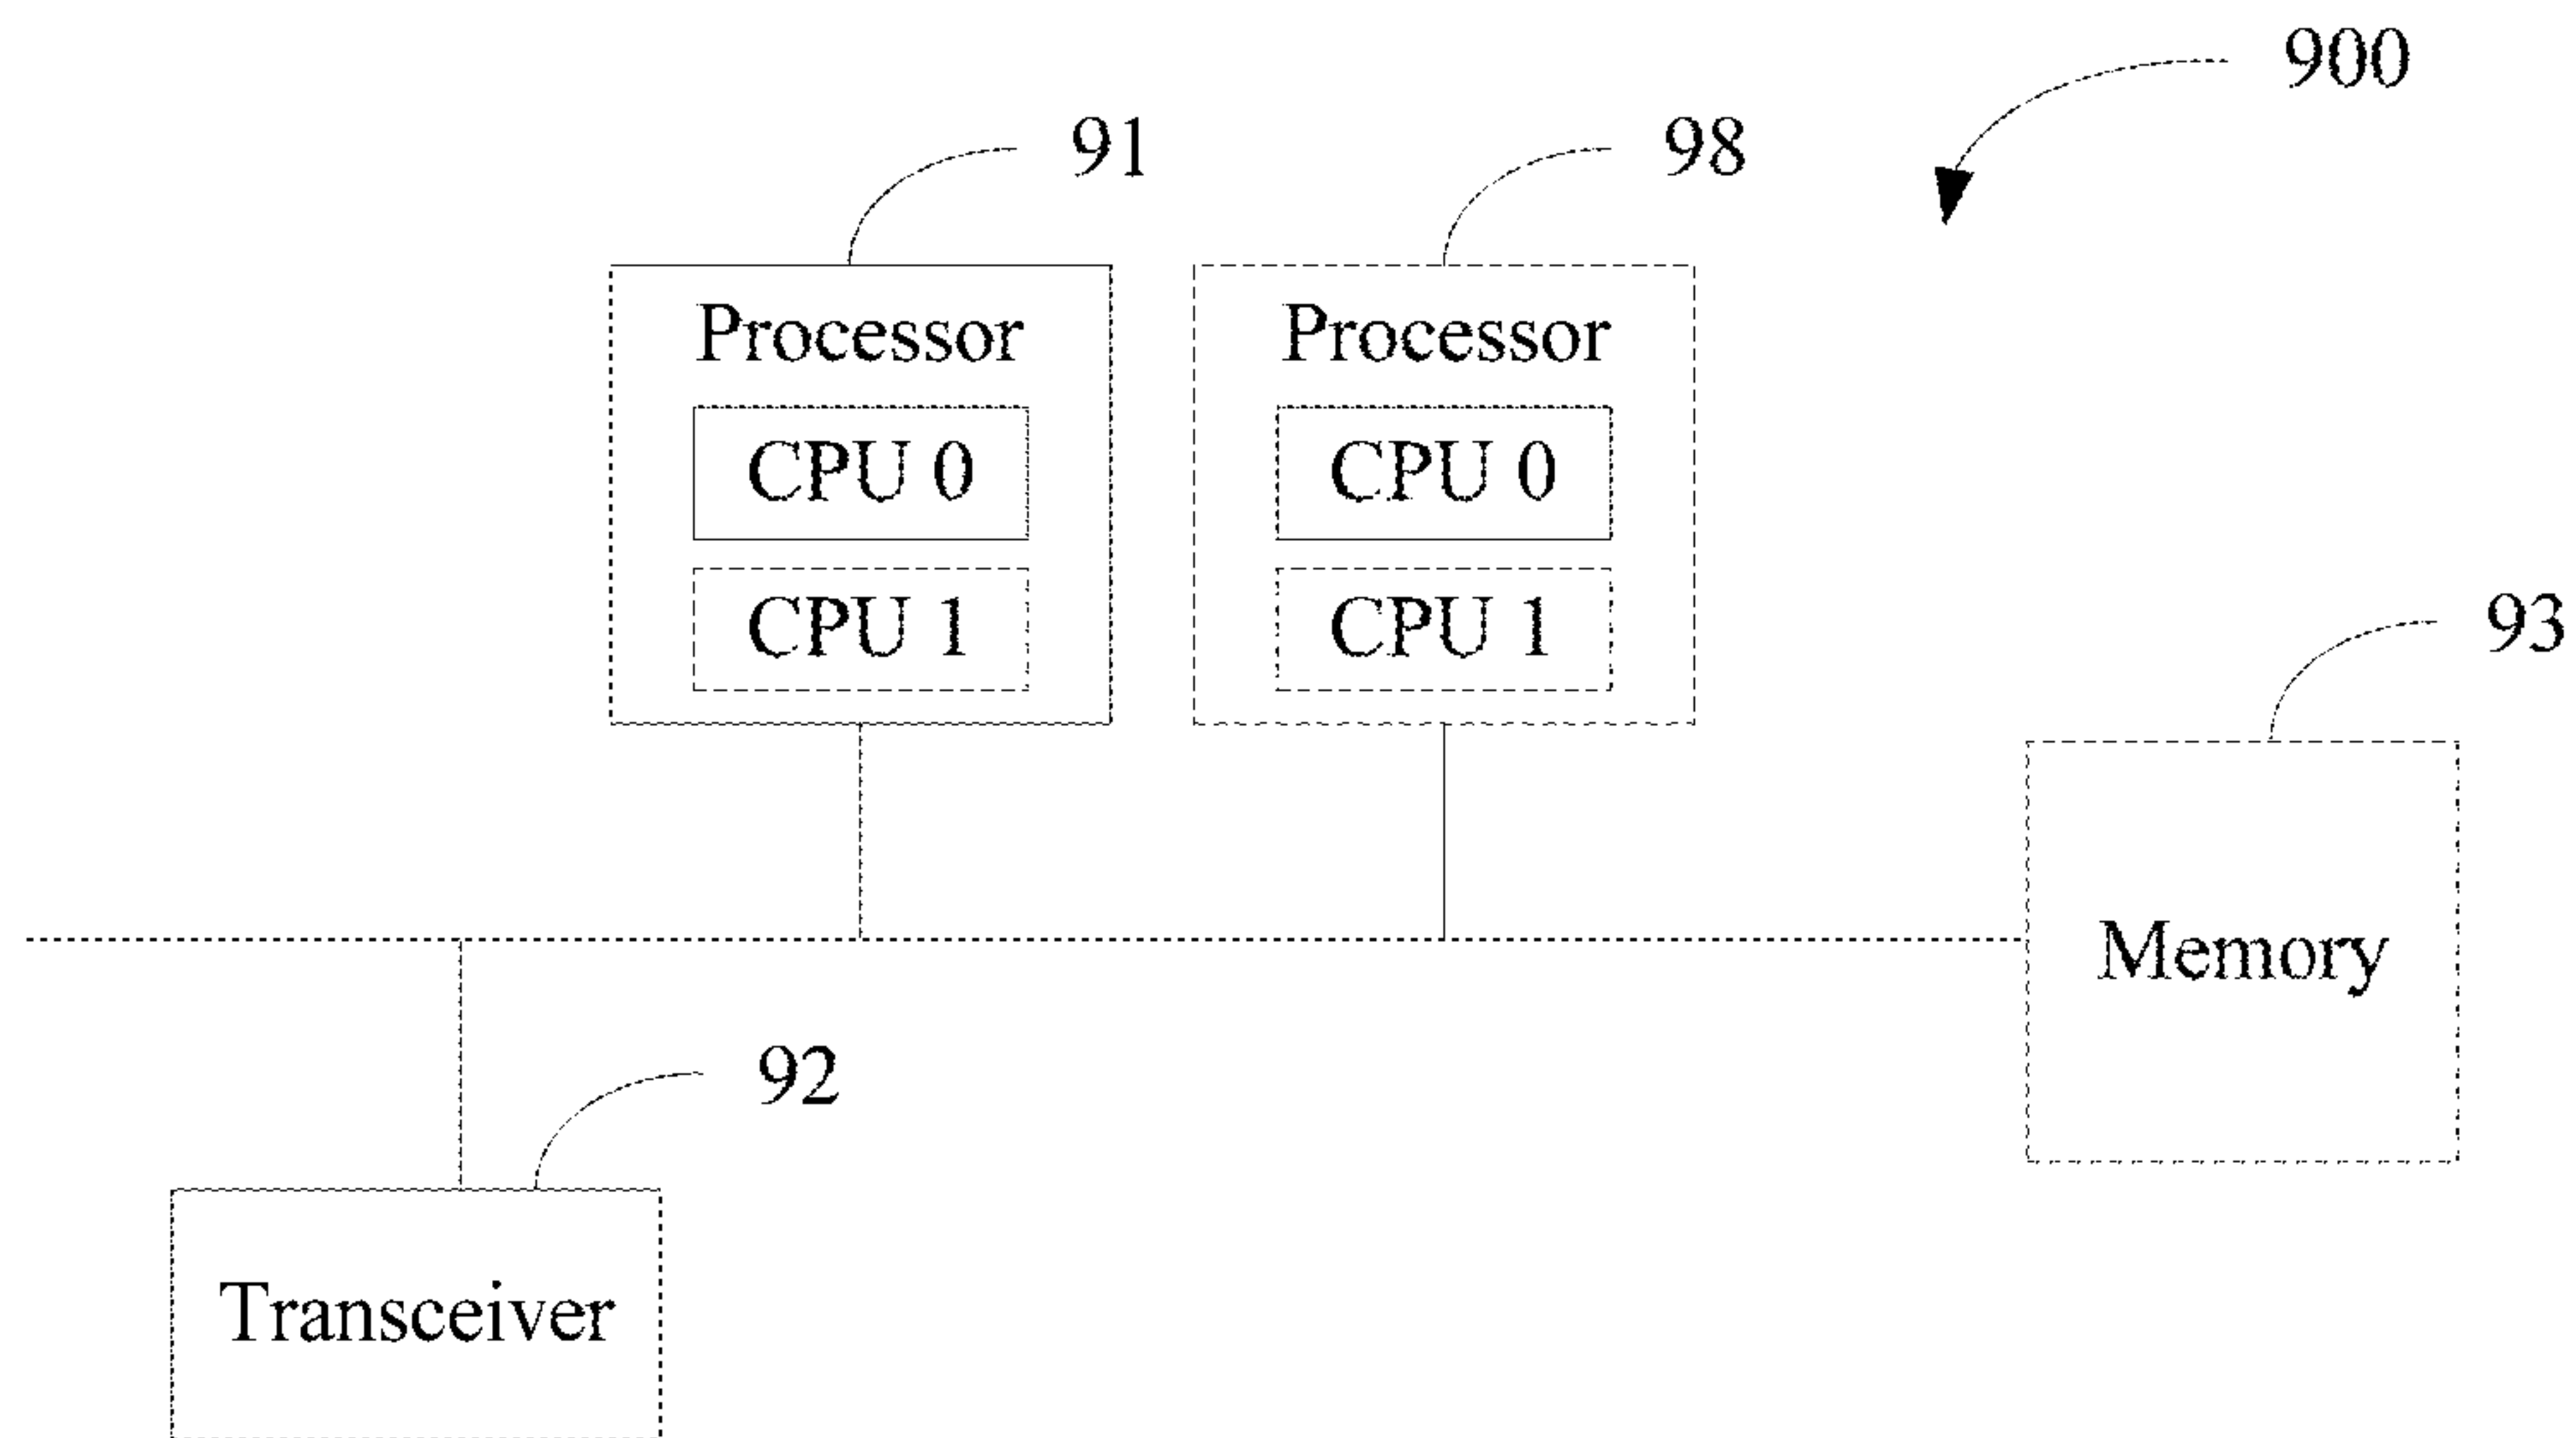 900
91
98
Processor
Processor
CPU 0
CPU 0
CPU 1
CPU 1
93
Memory
92
Transceiver